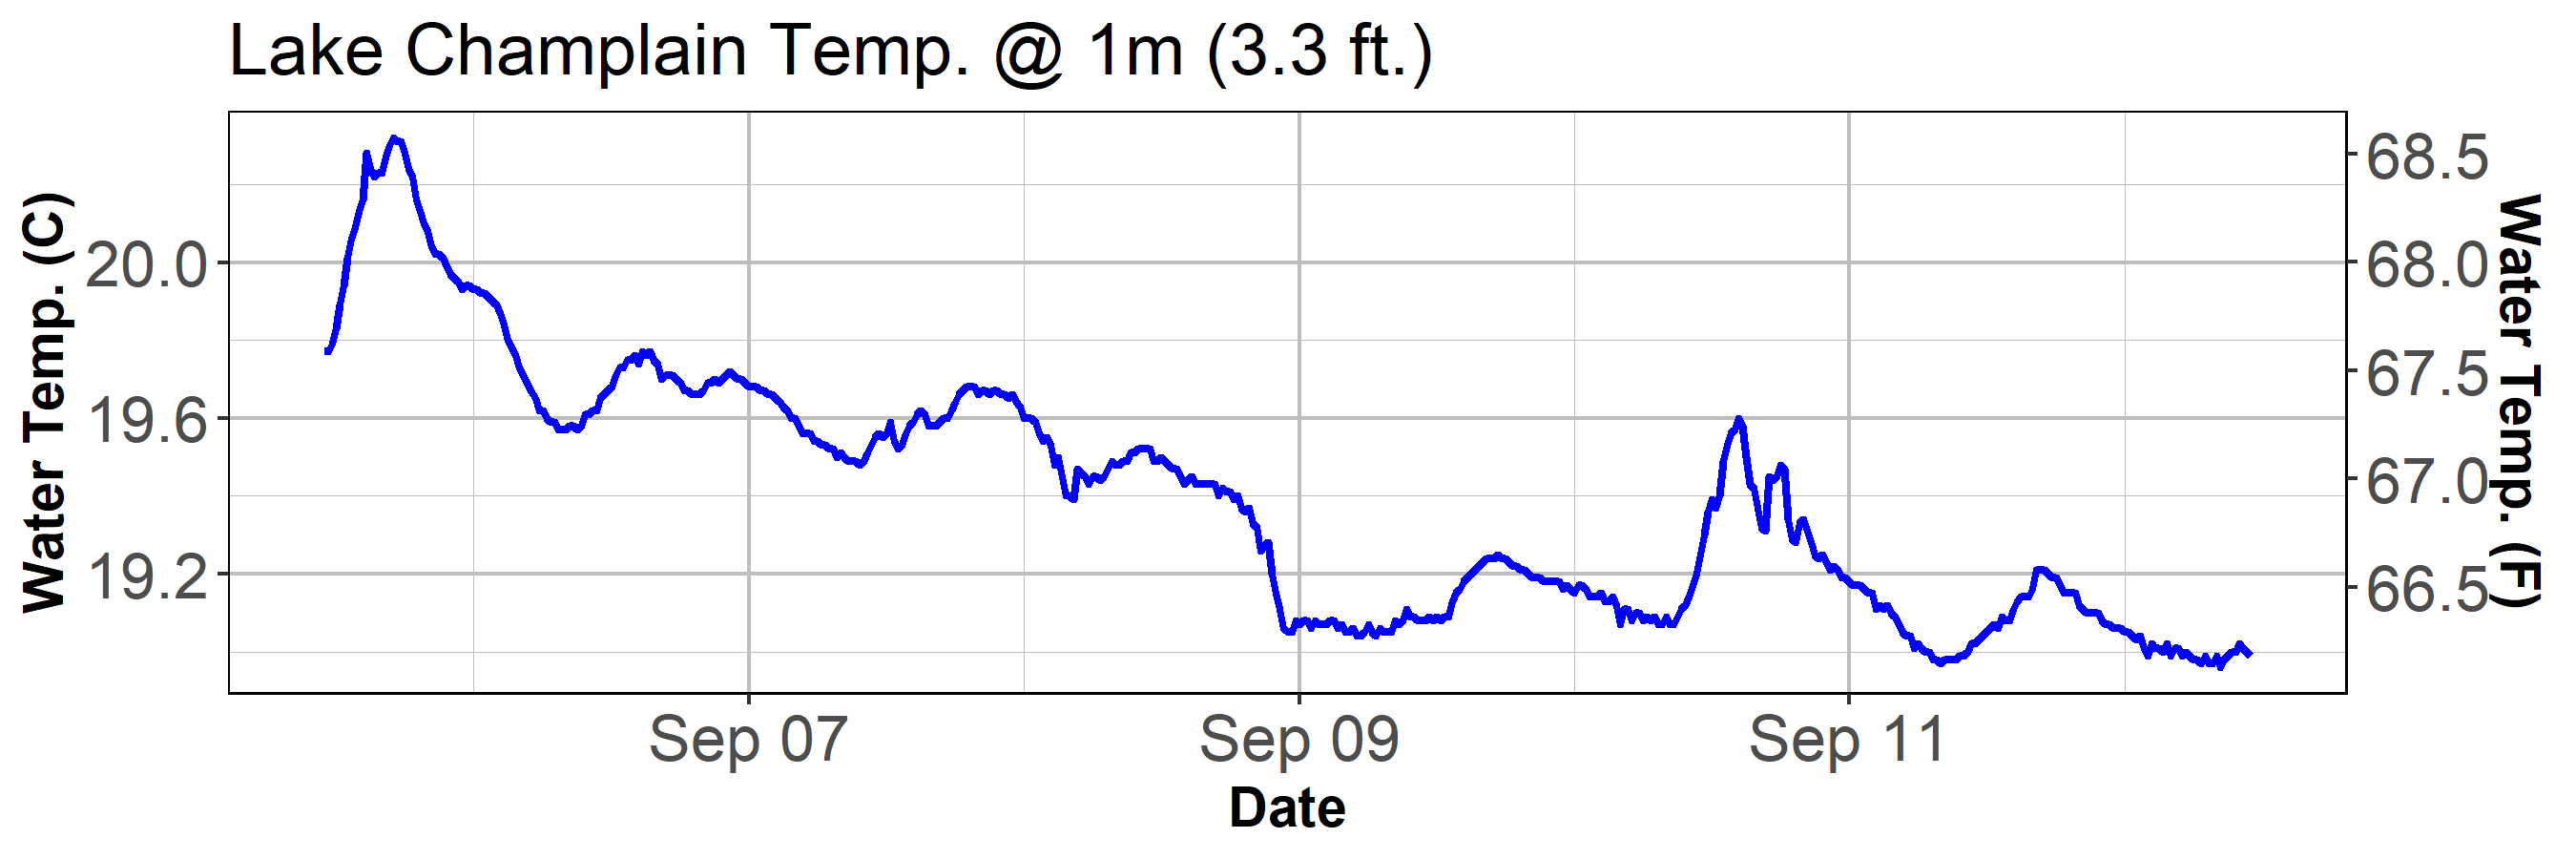 Lake Champlain Temp. @ 1m (3.3 ft.)
Water Temp. (C)
20.0
19.6
19.2
68.5
68.0
67.5
67.0
66.5
Water Temp. (F)
Sep 07 Sep 09 Sep 11
Date